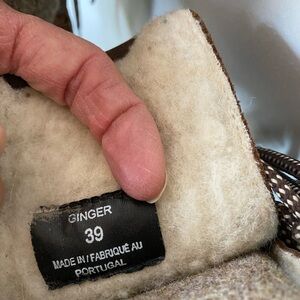 GINGER
39
MADE IN / FABRIQUÉ AU
PORTUGAL